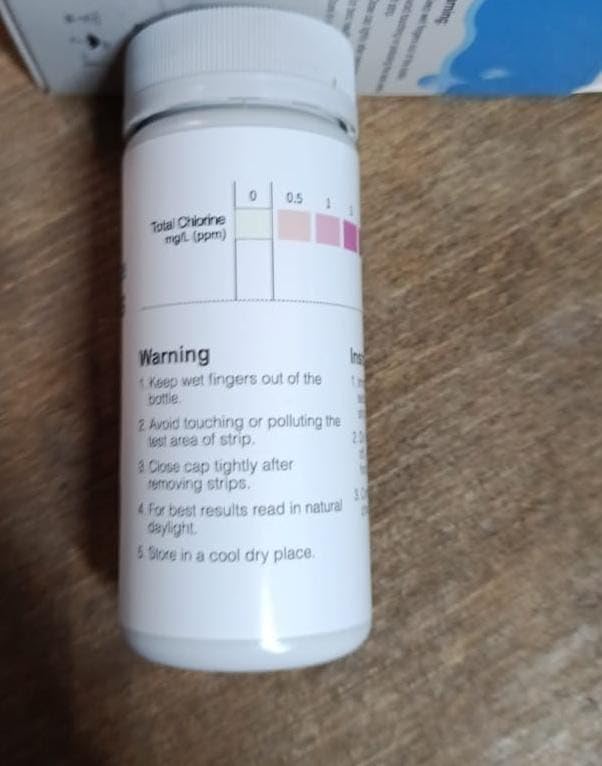 0 0.5 1
Total Chlorine
mg/L (ppm)
Warning
1. Keep wet fingers out of the
bottle.
2. Avoid touching or polluting the
test area of strip.
3. Close cap tightly after
removing strips.
4. For best results read in natural
daylight.
5. Store in a cool dry place.